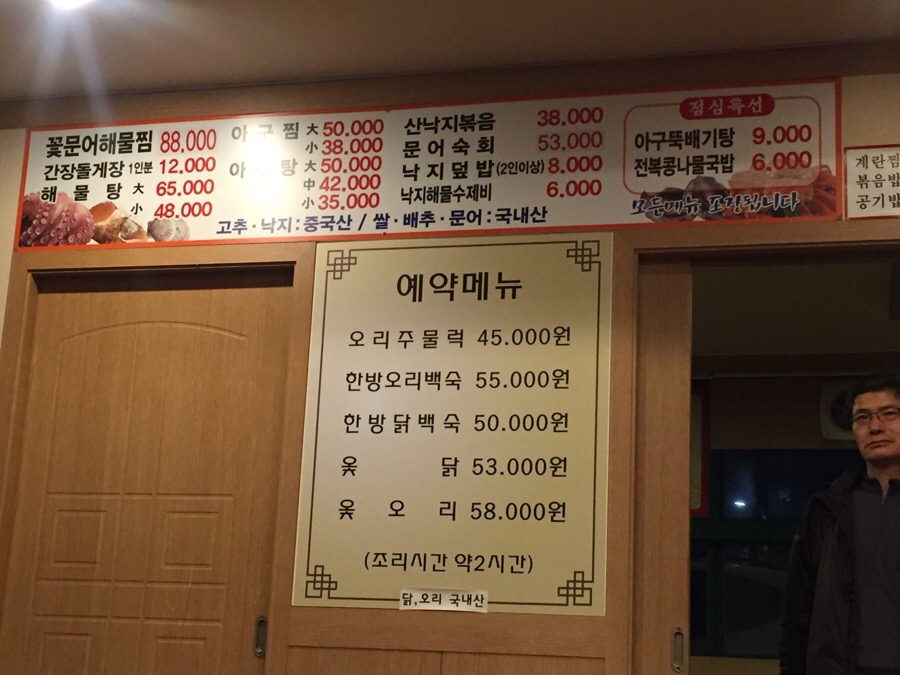 꽃문어해물찜 88.000
간장돌게장 1인분 12.000
해물탕 大 65.000
小 48.000
아구찜 大 50.000
小 38.000
아구탕 大 50.000
中 42.000
小 35.000
산낙지볶음 38.000
문어숙회 53.000
낙지덮밥(2인이상) 8.000
낙지해물수제비 6.000
점심특선
아구뚝배기탕 9.000
전복콩나물국밥 6.000
모든메뉴 포장됩니다
고추·낙지:중국산 / 쌀·배추·문어:국내산
계란찜
볶음밥
공기밥
예약메뉴
오리주물럭 45.000원
한방오리백숙 55.000원
한방닭백숙 50.000원
옻닭 53.000원
옻오리 58.000원
(조리시간 약2시간)
닭,오리 국내산